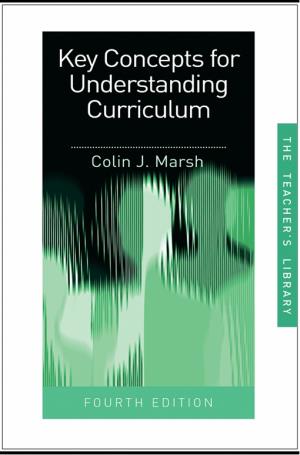 Key Concepts for
Understanding
Curriculum
Colin J. Marsh
THE TEACHER'S LIBRARY
FOURTH EDITION